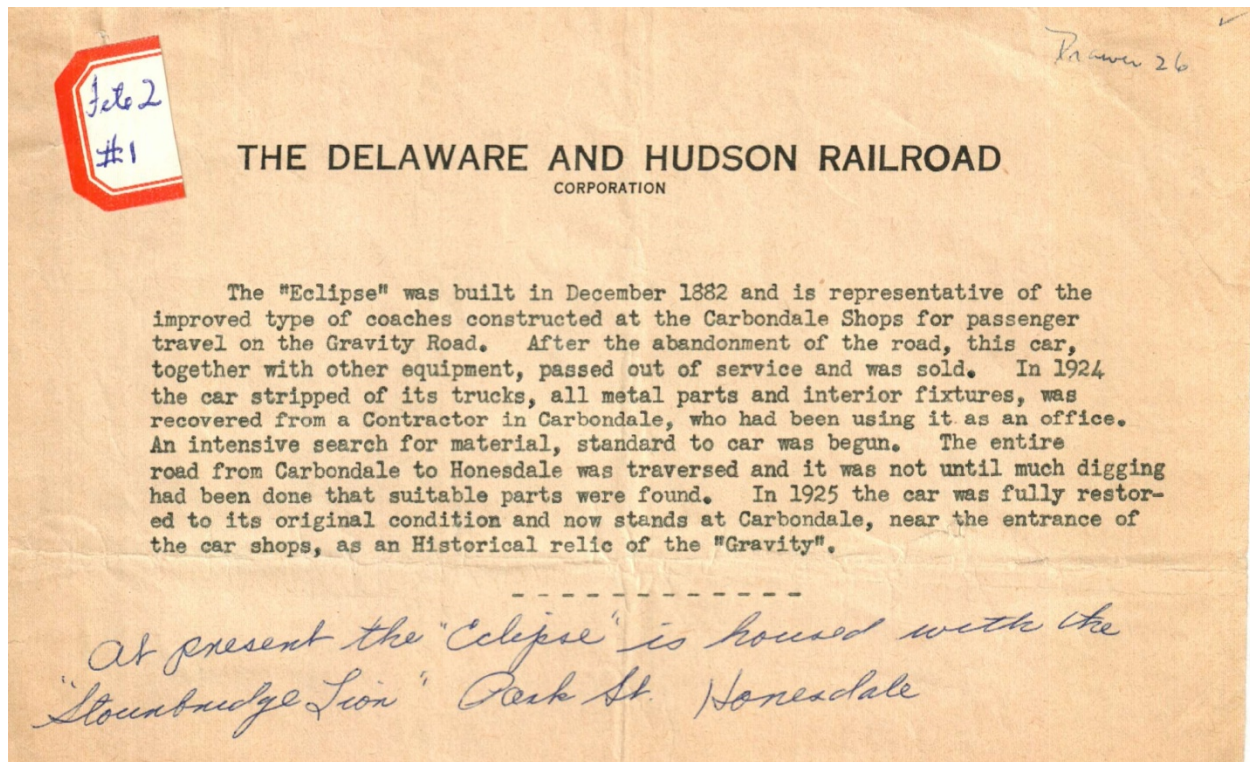 Drawer 26
File 2
#1
THE DELAWARE AND HUDSON RAILROAD
CORPORATION
The "Eclipse" was built in December 1882 and is representative of the
improved type of coaches constructed at the Carbondale Shops for passenger
travel on the Gravity Road. After the abandonment of the road, this car,
together with other equipment, passed out of service and was sold. In 1924
the car stripped of its trucks, all metal parts and interior fixtures, was
recovered from a Contractor in Carbondale, who had been using it as an office.
An intensive search for material, standard to car was begun. The entire
road from Carbondale to Honesdale was traversed and it was not until much digging
had been done that suitable parts were found. In 1925 the car was fully restor-
ed to its original condition and now stands at Carbondale, near the entrance of
the car shops, as an Historical relic of the "Gravity".
- - - - - - - - - - - -
At present the "Eclipse" is housed with the
"Stourbridge Lion" Park St. Honesdale